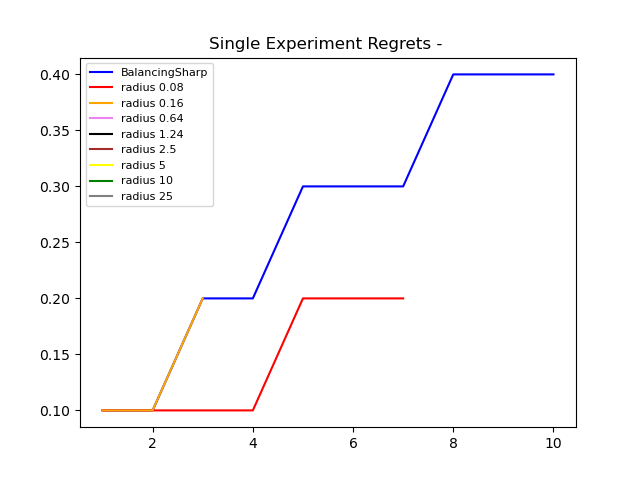 Single Experiment Regrets -
0.40
0.35
0.30
0.25
0.20
0.15
0.10
BalancingSharp
radius 0.08
radius 0.16
radius 0.64
radius 1.24
radius 2.5
radius 5
radius 10
radius 25
2 4 6 8 10